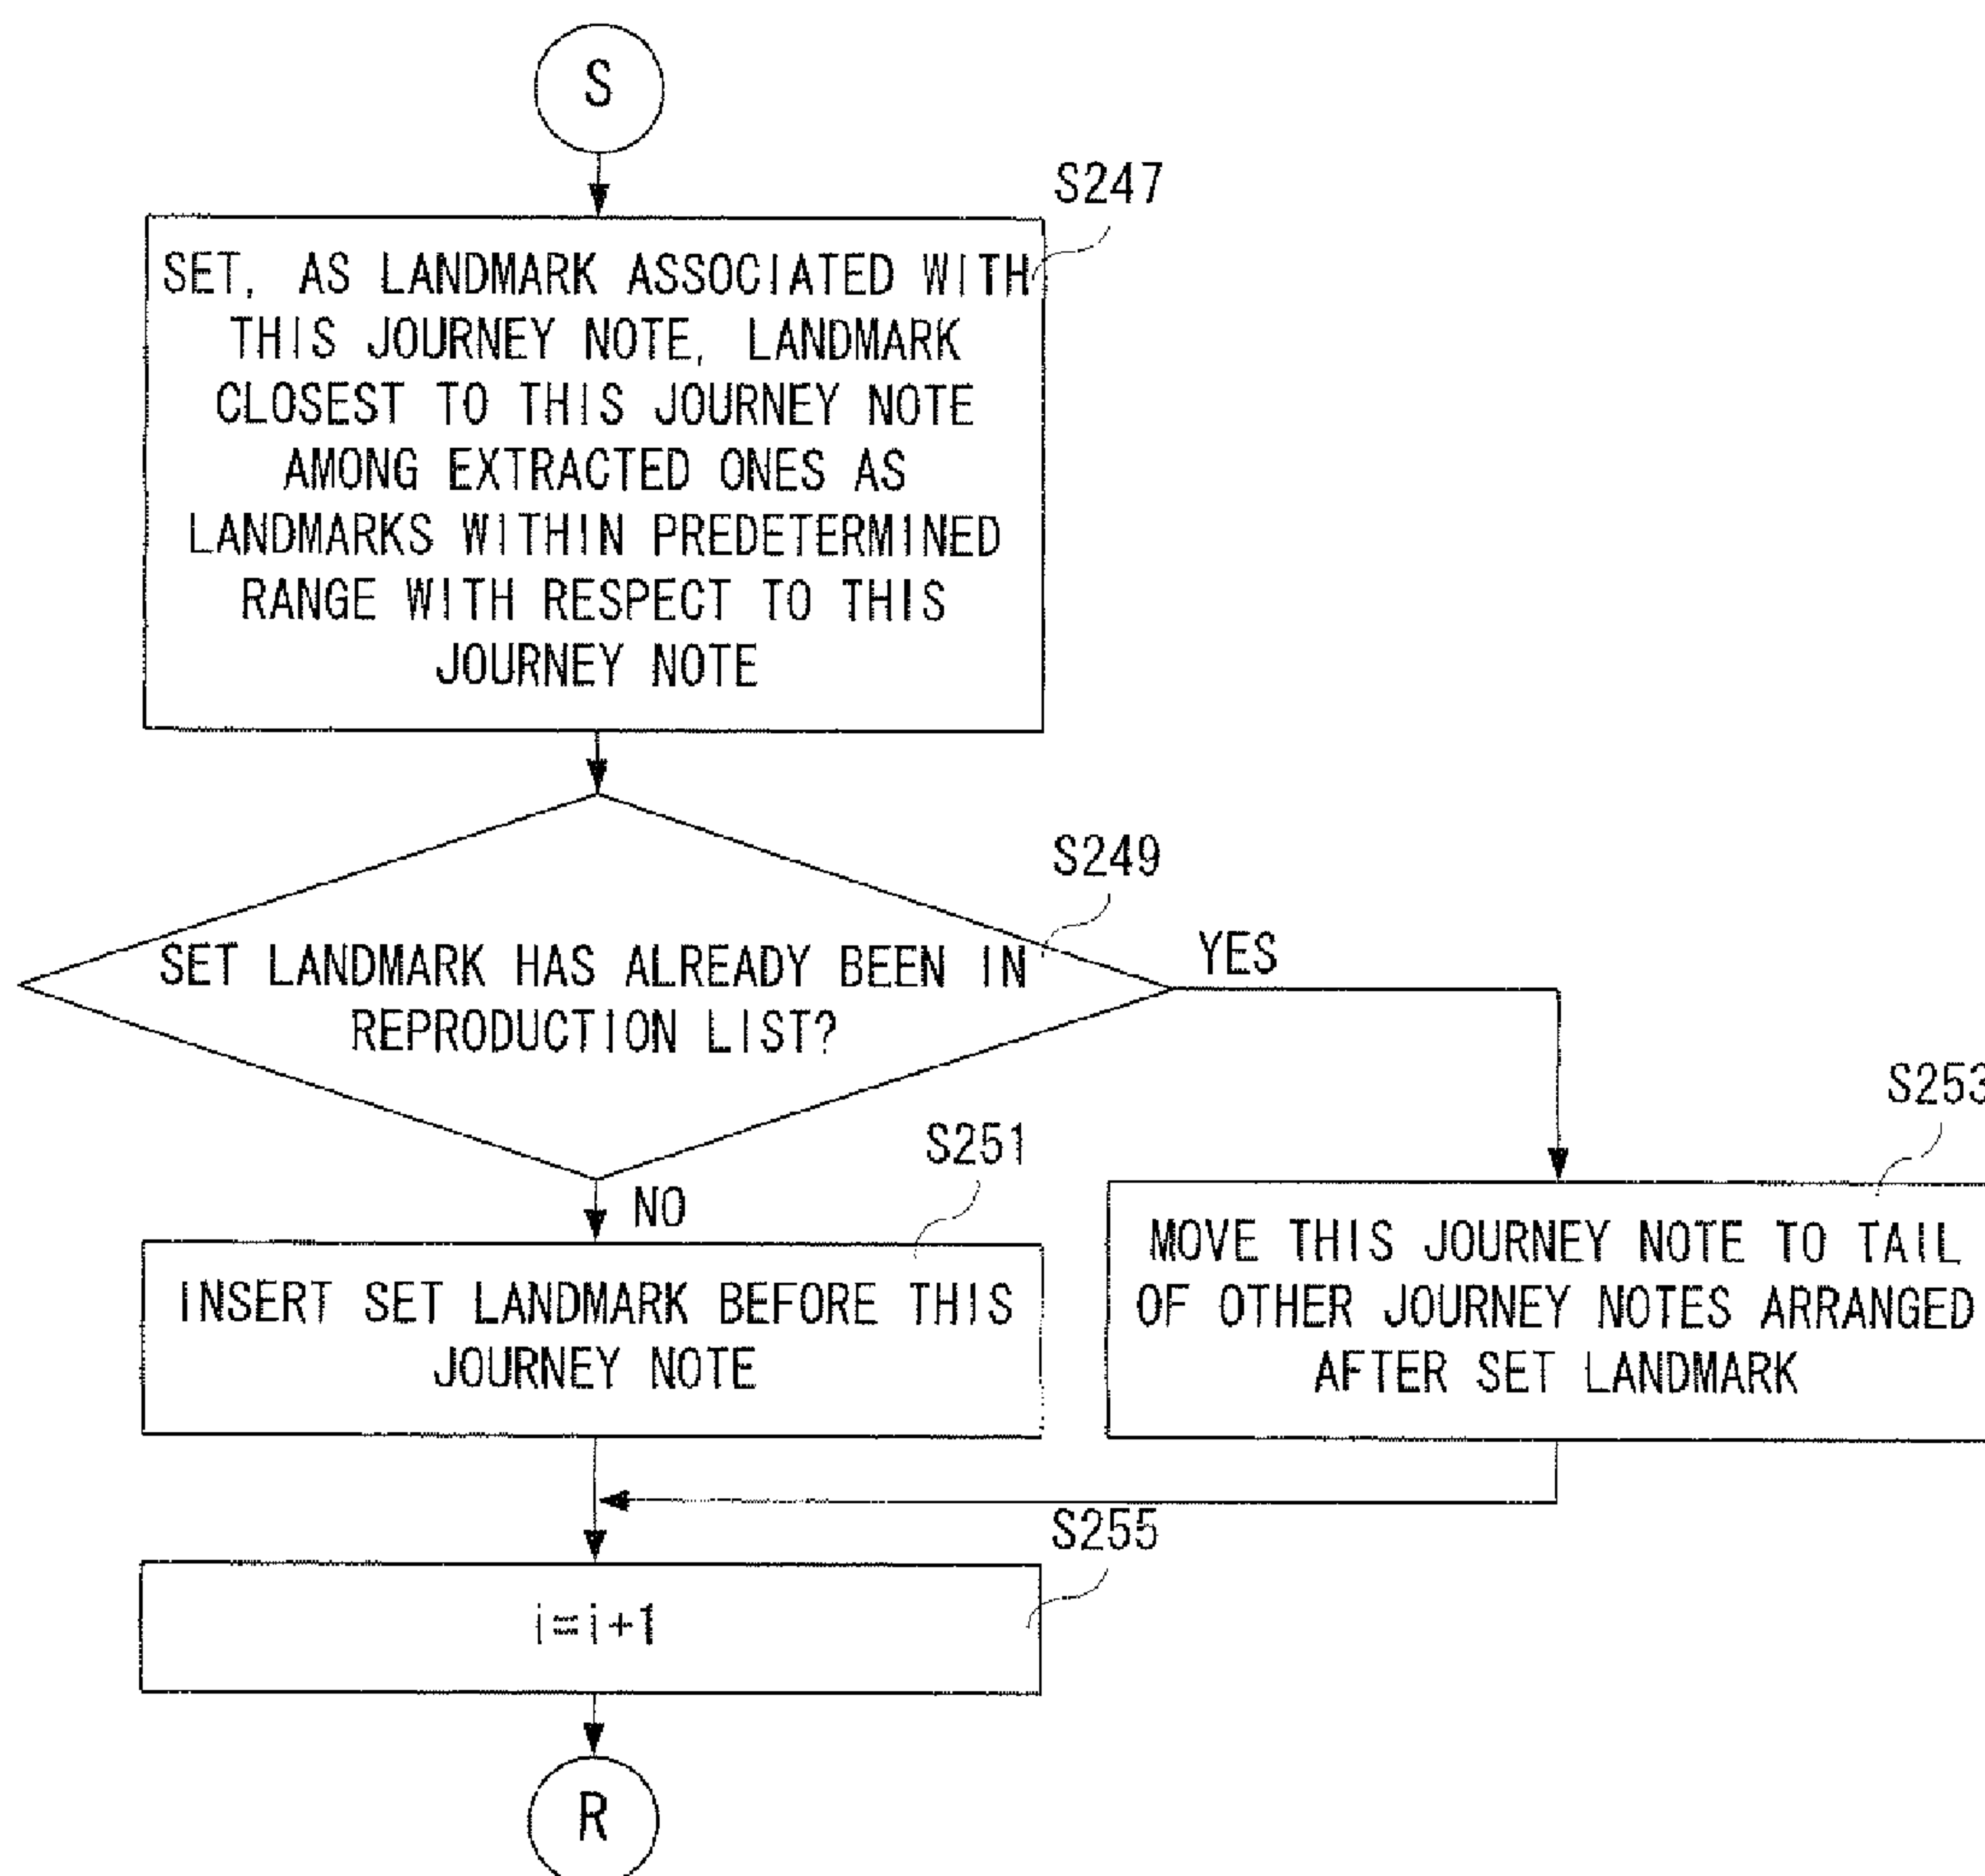 S
S247
SET, AS LANDMARK ASSOCIATED WITH
THIS JOURNEY NOTE, LANDMARK
CLOSEST TO THIS JOURNEY NOTE
AMONG EXTRACTED ONES AS
LANDMARKS WITHIN PREDETERMINED
RANGE WITH RESPECT TO THIS
JOURNEY NOTE
S249
SET LANDMARK HAS ALREADY BEEN IN
REPRODUCTION LIST?
YES
S253
S251
NO
INSERT SET LANDMARK BEFORE THIS
JOURNEY NOTE
MOVE THIS JOURNEY NOTE TO TAIL
OF OTHER JOURNEY NOTES ARRANGED
AFTER SET LANDMARK
S255
i=i+1
R